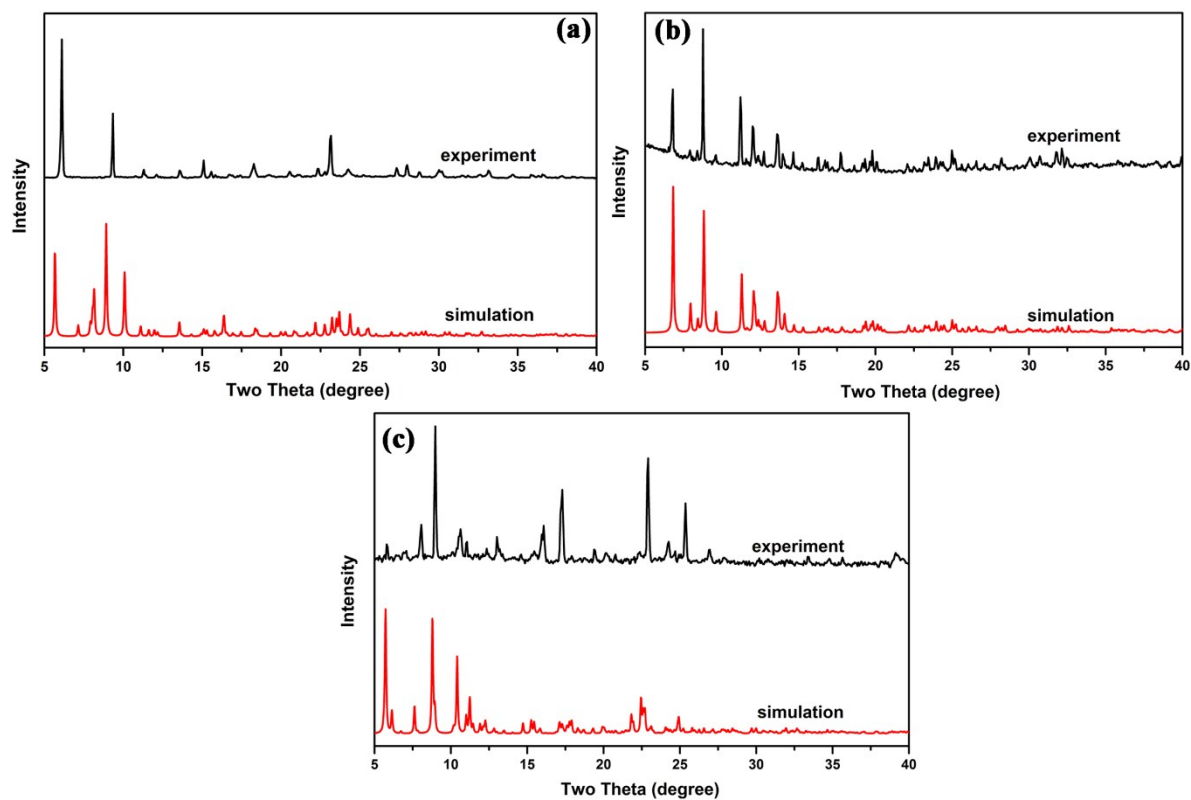 (a)
experiment
simulation
Intensity
5 10 15 20 25 30 35 40
Two Theta (degree)
(b)
experiment
simulation
Intensity
5 10 15 20 25 30 35 40
Two Theta (degree)
(c)
experiment
simulation
Intensity
5 10 15 20 25 30 35 40
Two Theta (degree)